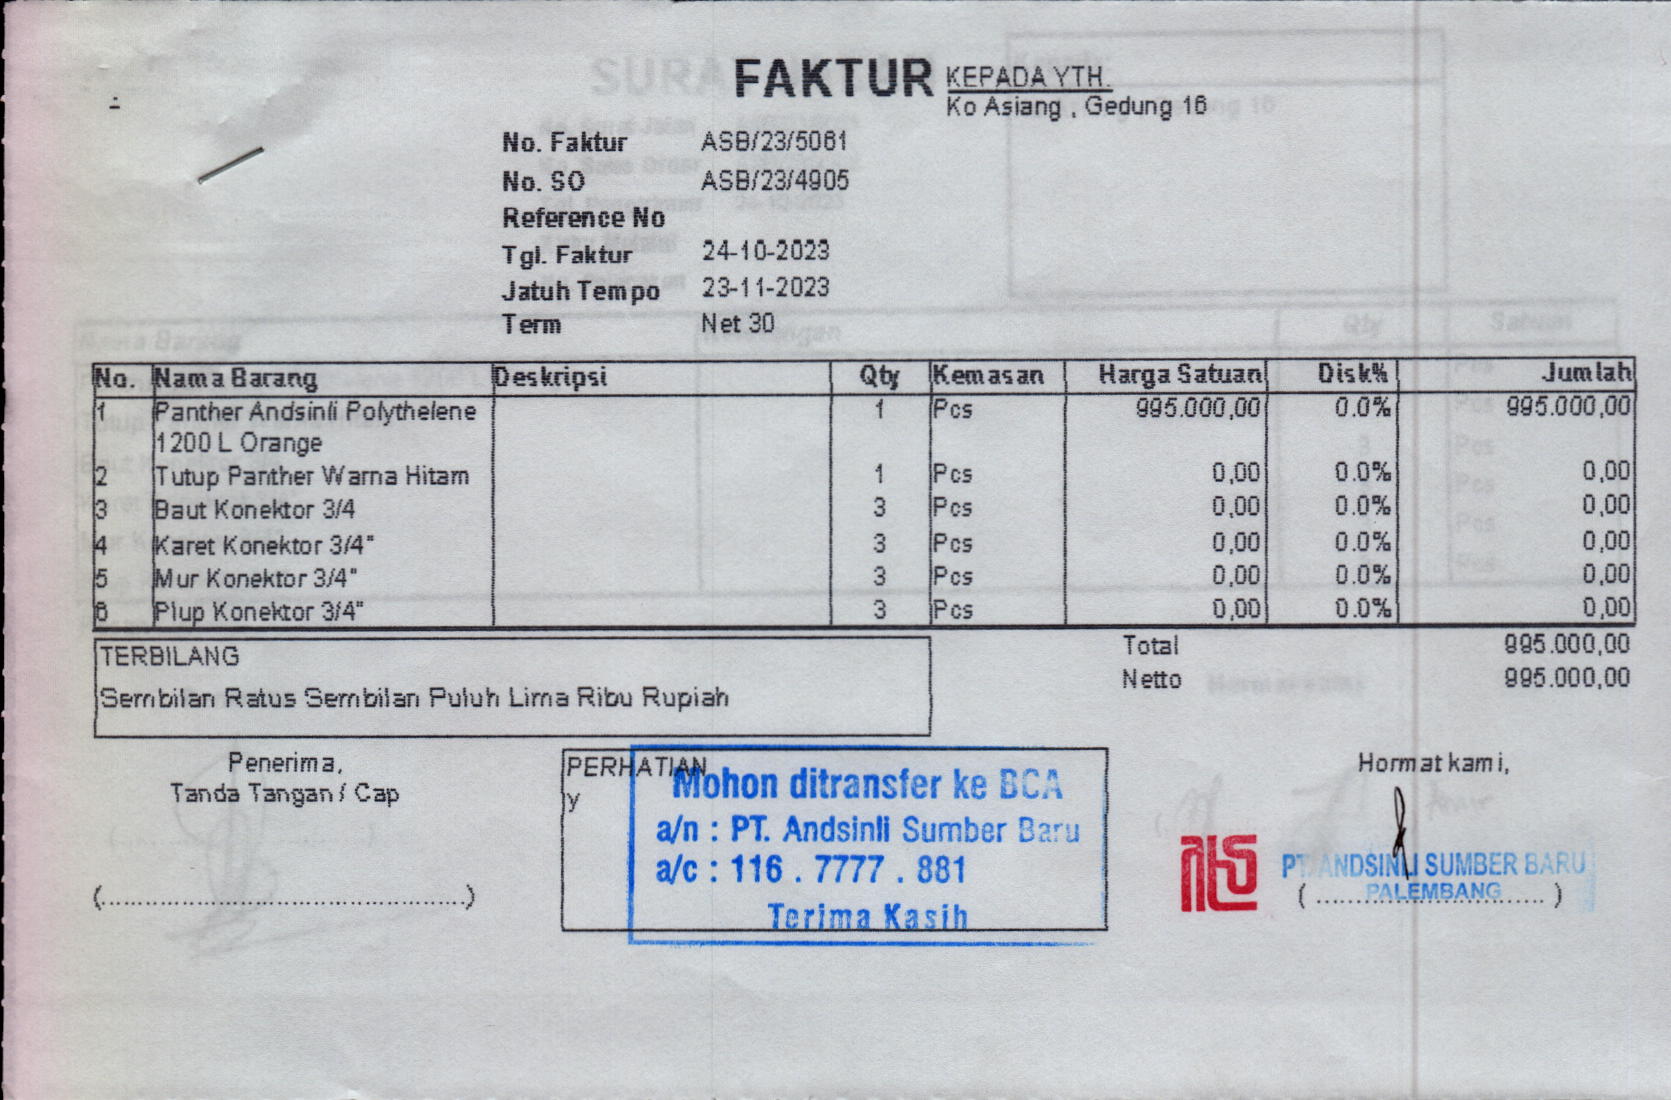 FAKTUR
KEPADA YTH.
Ko Asiang , Gedung 16
No. Faktur ASB/23/5061
No. SO ASB/23/4905
Reference No
Tgl. Faktur 24-10-2023
Jatuh Tempo 23-11-2023
Term Net 30
No. Nama Barang Deskripsi Qty Kemasan Harga Satuan Disk% Jumlah
1 Panther Andsinli Polythelene 1 Pcs 995.000,00 0.0% 995.000,00
1200 L Orange
2 Tutup Panther Warna Hitam 1 Pcs 0,00 0.0% 0,00
3 Baut Konektor 3/4 3 Pcs 0,00 0.0% 0,00
4 Karet Konektor 3/4" 3 Pcs 0,00 0.0% 0,00
5 Mur Konektor 3/4" 3 Pcs 0,00 0.0% 0,00
6 Plup Konektor 3/4" 3 Pcs 0,00 0.0% 0,00
Total 995.000,00
Netto 995.000,00
TERBILANG
Sembilan Ratus Sembilan Puluh Lima Ribu Rupiah
Penerima,
Tanda Tangan / Cap
(............................................)
PERHATIAN
y
Mohon ditransfer ke BCA
a/n : PT. Andsinli Sumber Baru
a/c : 116 . 7777 . 881
Terima Kasih
Hormat kami,
PT. ANDSINLI SUMBER BARU
PALEMBANG
(............................)